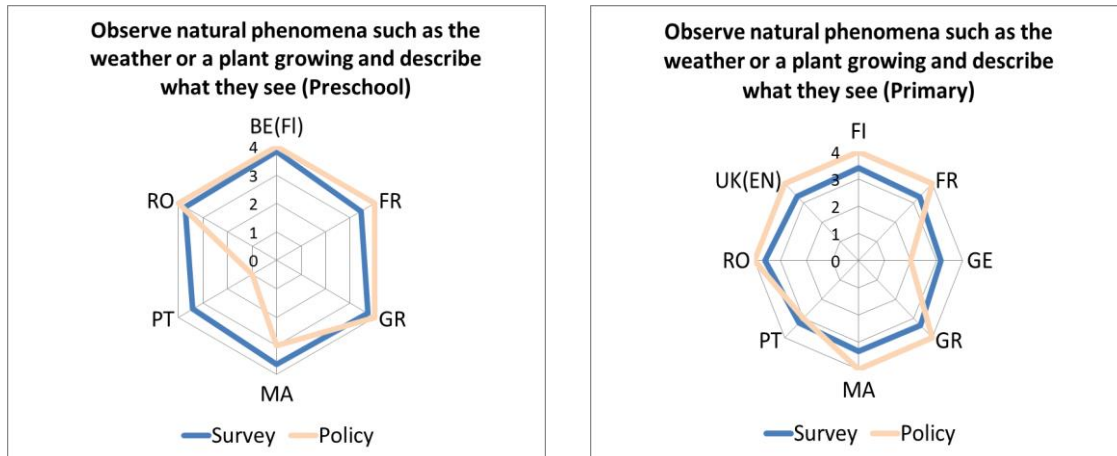 Observe natural phenomena such as the
weather or a plant growing and describe
what they see (Preschool)
BE(Fl)
4
3
2
1
0
RO
FR
PT
GR
MA
Survey Policy
Observe natural phenomena such as the
weather or a plant growing and describe
what they see (Primary)
FI
4
3
2
1
0
UK(EN)
FR
RO
GE
PT
GR
MA
Survey Policy